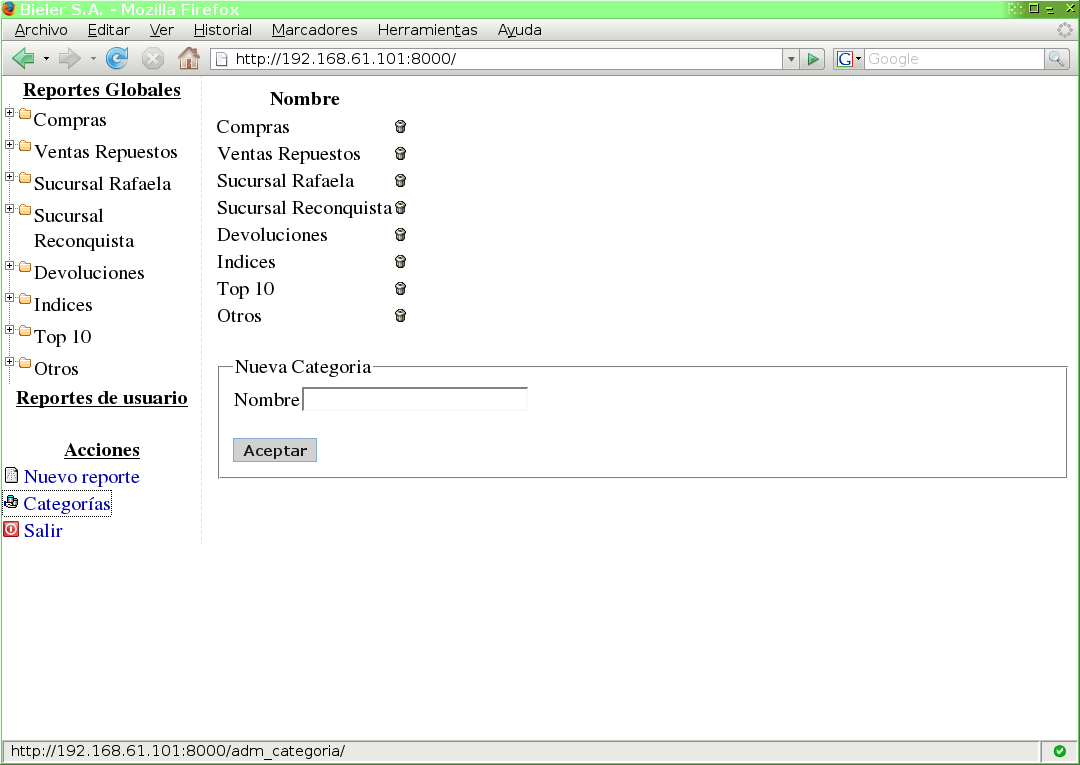 Bieler S.A. - Mozilla Firefox
Archivo Editar Ver Historial Marcadores Herramientas Ayuda
http://192.168.61.101:8000/
G
Google
Reportes Globales
Compras
Ventas Repuestos
Sucursal Rafaela
Sucursal
Reconquista
Devoluciones
Indices
Top 10
Otros
Reportes de usuario
Acciones
Nuevo reporte
Categorías
Salir
Nombre
Compras
Ventas Repuestos
Sucursal Rafaela
Sucursal Reconquista
Devoluciones
Indices
Top 10
Otros
Nueva Categoria
Nombre
Aceptar
http://192.168.61.101:8000/adm_categoria/